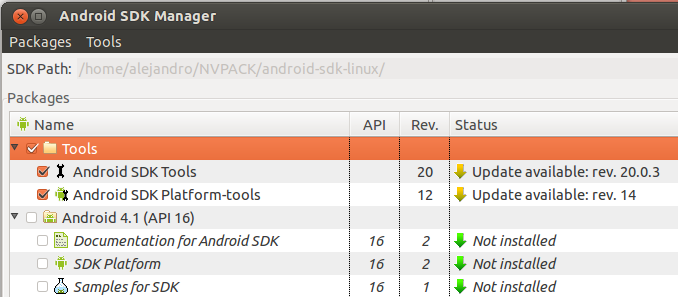 Android SDK Manager
Packages Tools
SDK Path: /home/alejandro/NVPACK/android-sdk-linux/
Packages
Name API Rev. Status
Tools
Android SDK Tools 20 Update available: rev. 20.0.3
Android SDK Platform-tools 12 Update available: rev. 14
Android 4.1 (API 16)
Documentation for Android SDK 16 2 Not installed
SDK Platform 16 2 Not installed
Samples for SDK 16 1 Not installed